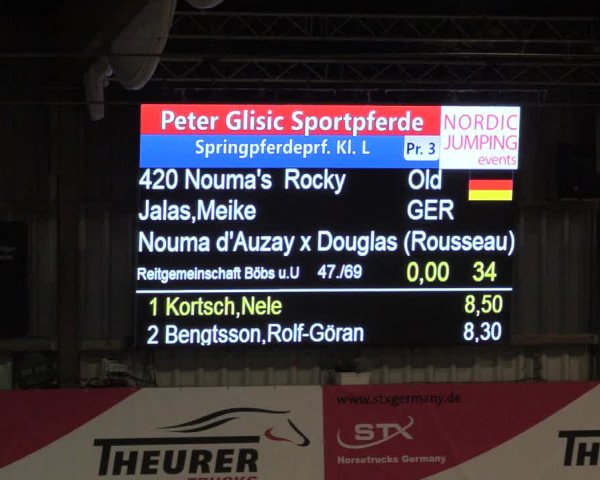 Peter Glisic Sportpferde
NORDIC
JUMPING
events
Springpferdeprf. Kl. L
Pr. 3
420 Nouma's Rocky Old
Jalas,Meike GER
Nouma d'Auzay x Douglas (Rousseau)
Reitgemeinschaft Böbs u.U 47./69 0,00 34
1 Kortsch,Nele 8,50
2 Bengtsson,Rolf-Göran 8,30
www.stxgermany.de
THEURER
TRUCKS
STX
Horsetrucks Germany
TH